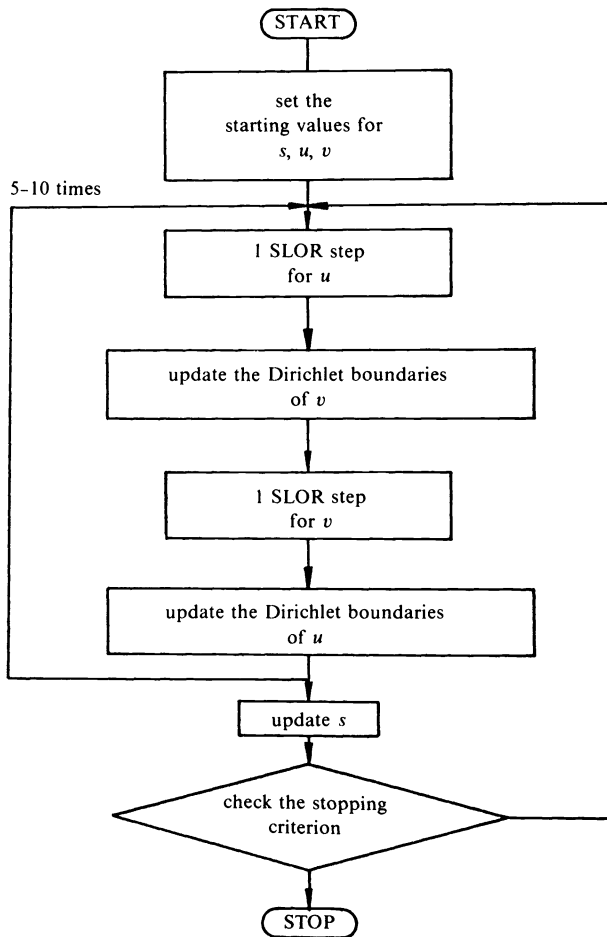 START
set the
starting values for
s, u, v
5–10 times
1 SLOR step
for u
update the Dirichlet boundaries
of v
1 SLOR step
for v
update the Dirichlet boundaries
of u
update s
check the stopping
criterion
STOP